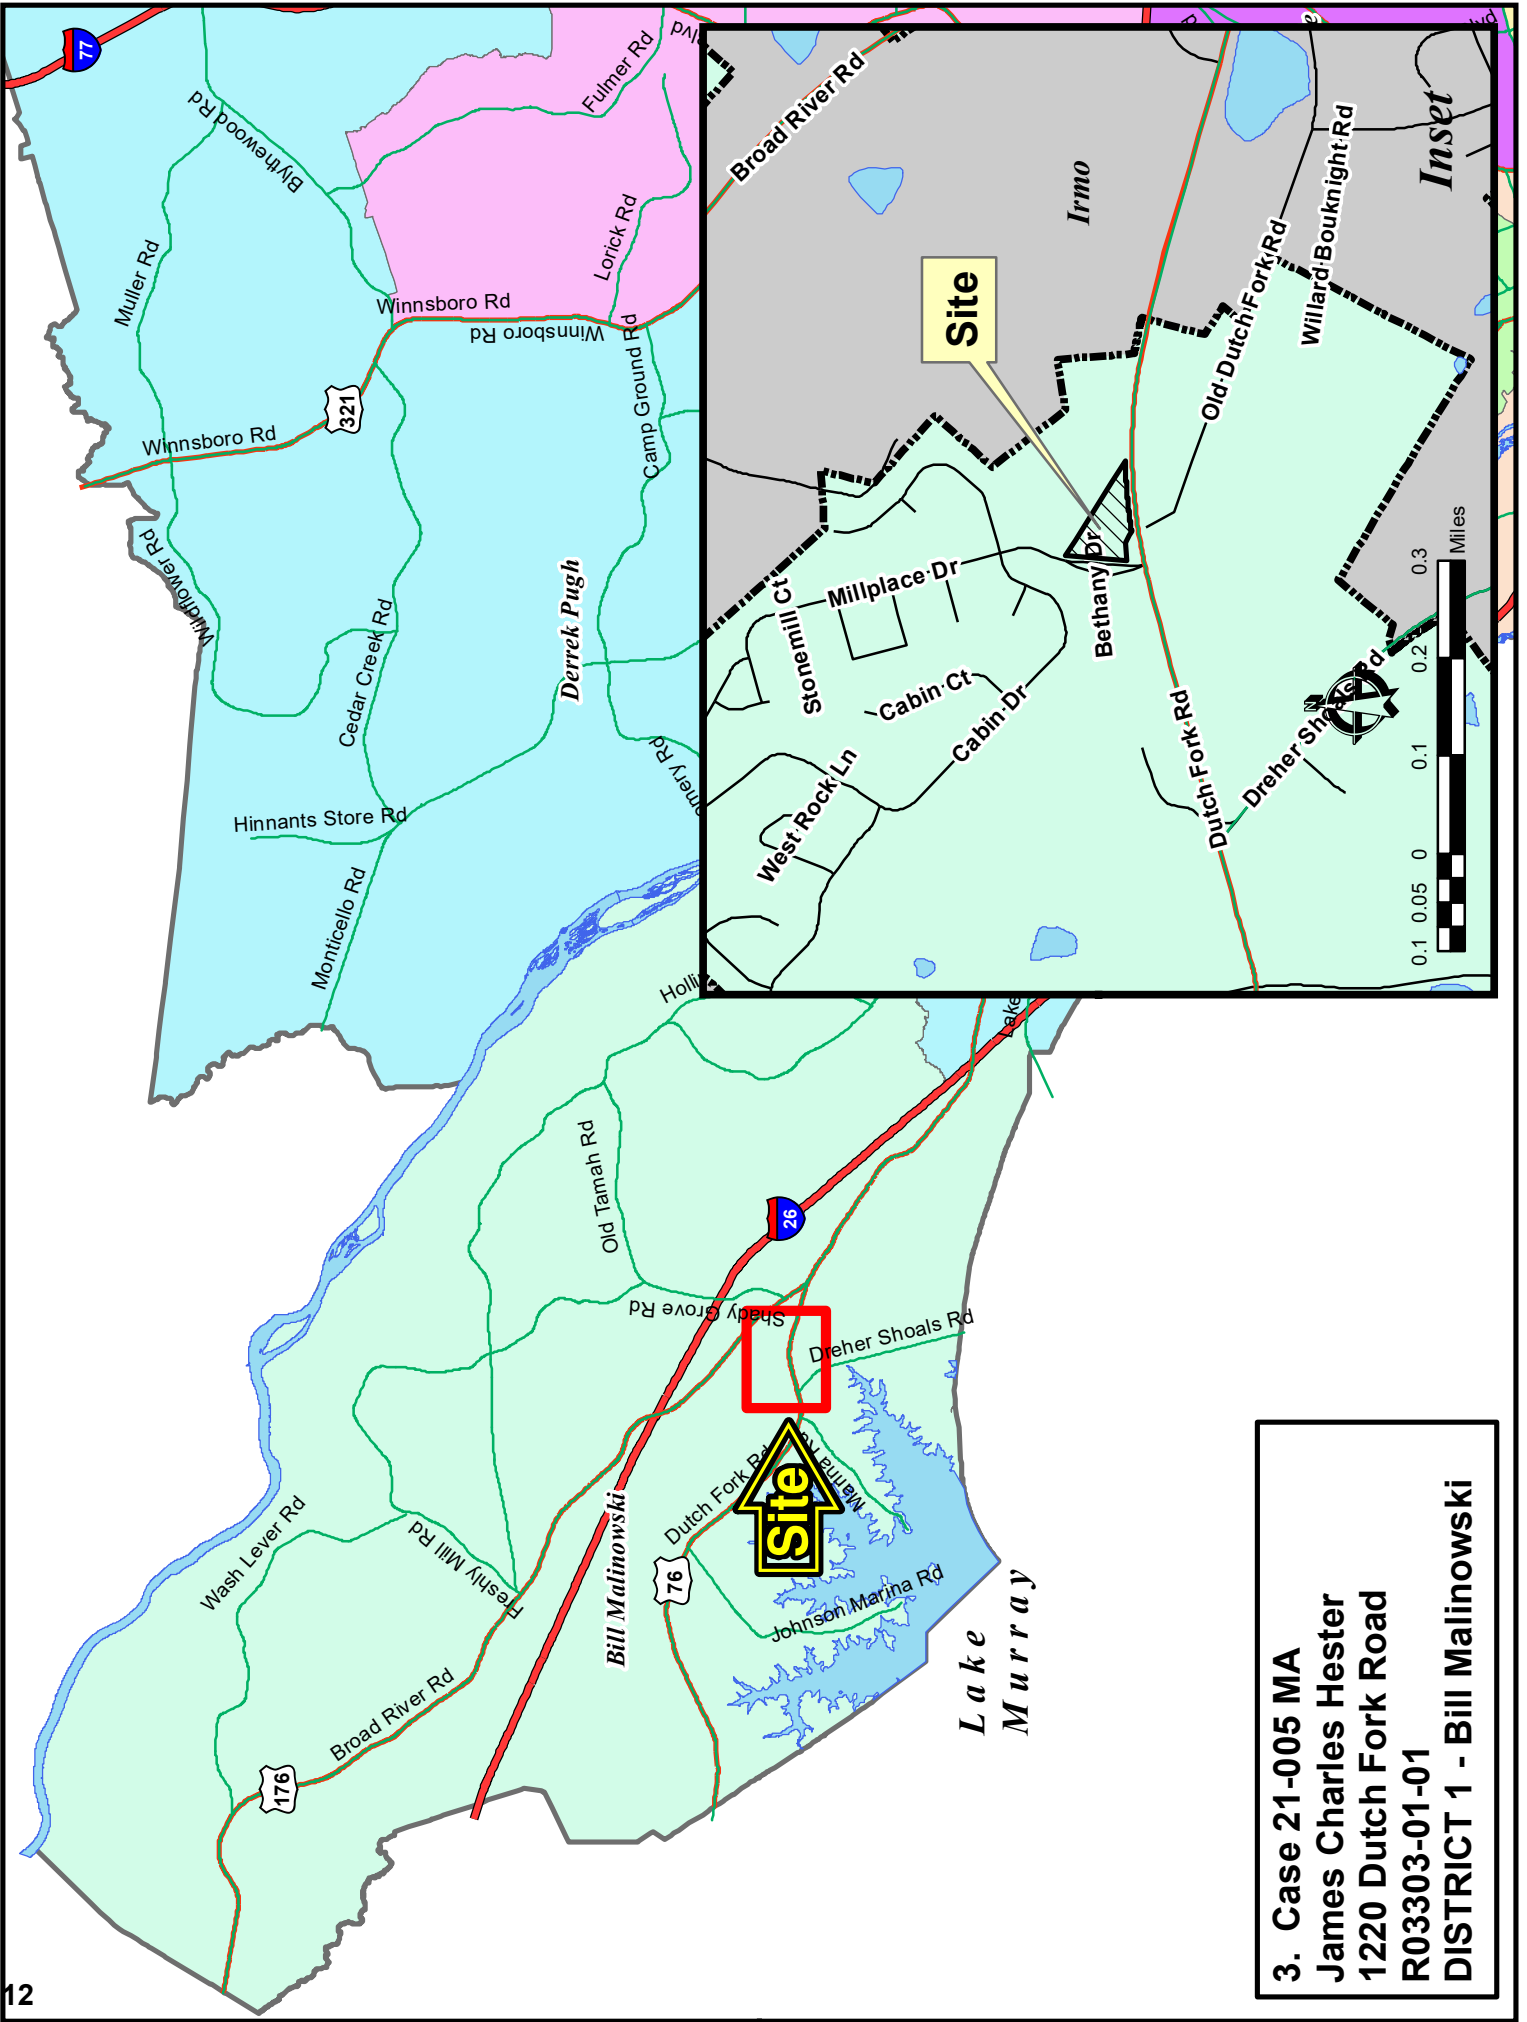 12
77
Blythewood Rd
Fulmer Rd
Blvd
Muller Rd
Lorick Rd
Winnsboro Rd
Winnsboro Rd
Camp Ground Rd
321
Winnsboro Rd
Wildflower Rd
Derrek Pugh
Cedar Creek Rd
Hinnants Store Rd
Monticello Rd
Old Tamah Rd
26
Shady Grove Rd
Dreher Shoals Rd
Wash Lever Rd
Freshly Mill Rd
Bill Malinowski
Dutch Fork Rd
Marina Rd
Site
76
Johnson Marina Rd
Broad River Rd
176
Lake
Murray
Lake
Inset
Broad River Rd
Irmo
Site
Old Dutch Fork Rd
Willard Bouknight Rd
Stonemill Ct
Millplace Dr
Bethany Dr
Cabin Ct
Cabin Dr
West Rock Ln
Dutch Fork Rd
Dreher Shoals Rd
N
0.1 0.05 0 0.1 0.2 0.3
Miles
3. Case 21-005 MA
James Charles Hester
1220 Dutch Fork Road
R03303-01-01
DISTRICT 1 - Bill Malinowski